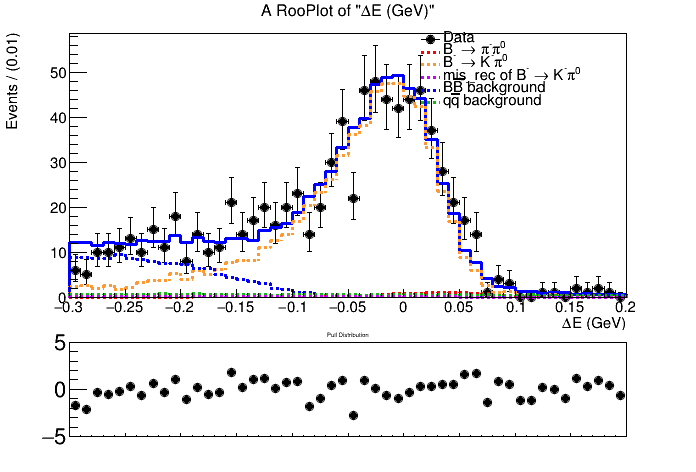 A RooPlot of "ΔE (GeV)"
Events / (0.01)
50
40
30
20
10
0
Data
B⁻ → π⁻π⁰
B⁻ → K⁻π⁰
mis_rec of B⁻ → K⁻π⁰
BB̅ background
qq̅ background
−0.3 −0.25 −0.2 −0.15 −0.1 −0.05 0 0.05 0.1 0.15 0.2
ΔE (GeV)
Pull Distribution
5
0
−5